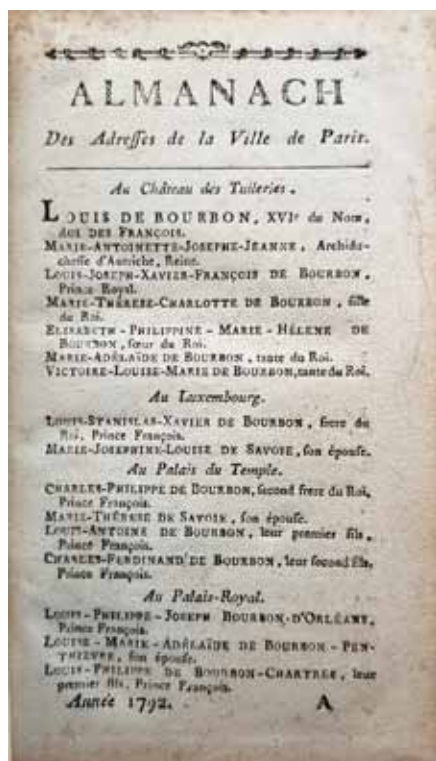 ALMANACH
Des Adresses de la Ville de Paris.
Au Château des Tuileries.
LOUIS DE BOURBON, XVIe du Nom,
ROI DES FRANÇOIS.
MARIE-ANTOINETTE-JOSEPHE-JEANNE, Archidu-
chesse d'Autriche, Reine.
LOUIS-JOSEPH-XAVIER-FRANÇOIS DE BOURBON,
Prince Royal.
MARIE-THÉRESE-CHARLOTTE DE BOURBON, fille
du Roi.
ELISABETH-PHILIPPINE-MARIE-HÉLENE DE
BOURBON, sœur du Roi.
MARIE-ADÉLAÏDE DE BOURBON, tante du Roi.
VICTOIRE-LOUISE-MARIE DE BOURBON, tante du Roi.
Au Luxembourg.
LOUIS-STANISLAS-XAVIER DE BOURBON, frere du
Roi, Prince François.
MARIE-JOSEPHINE-LOUISE DE SAVOIE, son épouse.
Au Palais du Temple.
CHARLES-PHILIPPE DE BOURBON, second frere du Roi,
Prince François.
MARIE-THÉRESE DE SAVOIE, son épouse.
LOUIS-ANTOINE DE BOURBON, leur premier fils,
Prince François.
CHARLES-FERDINAND DE BOURBON, leur second fils,
Prince François.
Au Palais-Royal.
LOUIS-PHILIPPE-JOSEPH BOURBON-D'ORLÉANS,
Prince François.
LOUISE-MARIE-ADÉLAÏDE DE BOURBON-PEN-
THIEVRE, son épouse.
LOUIS-PHILIPPE DE BOURBON-CHARTRES, leur
premier fils, Prince François.
Année 1792. A